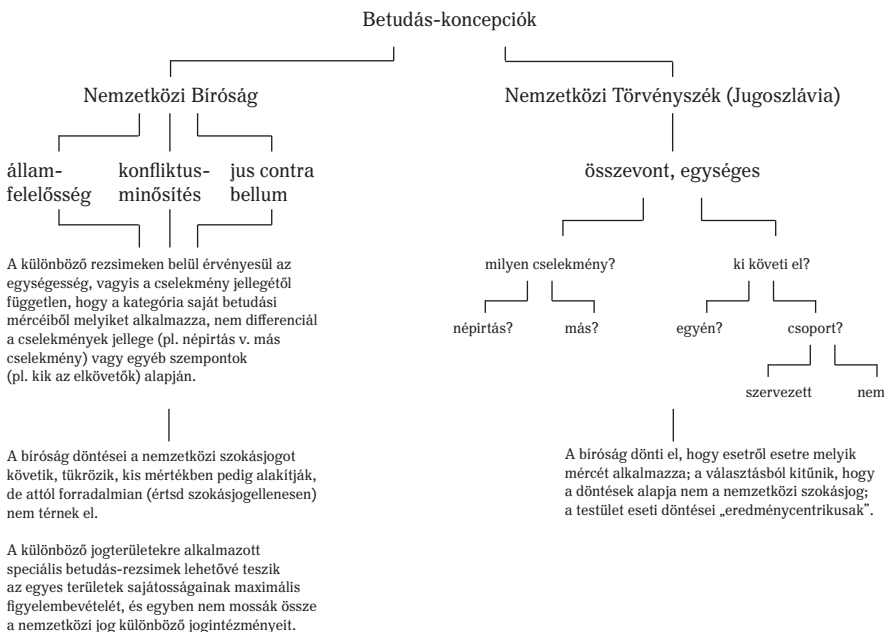 Betudás-koncepciók
Nemzetközi Bíróság
állam-
felelősség
konfliktus-
minősítés
jus contra
bellum
A különböző rezsimeken belül érvényesül az
egységesség, vagyis a cselekmény jellegétől
független, hogy a kategória saját betudási
mércéiből melyiket alkalmazza, nem differenciál
a cselekmények jellege (pl. népirtás v. más
cselekmény) vagy egyéb szempontok
(pl. kik az elkövetők) alapján.
A bíróság döntései a nemzetközi szokásjogot
követik, tükrözik, kis mértékben pedig alakítják,
de attól forradalmian (értsd szokásjogellenesen)
nem térnek el.
A különböző jogterületekre alkalmazott
speciális betudás-rezsimek lehetővé teszik
az egyes területek sajátosságainak maximális
figyelembevételét, és egyben nem mossák össze
a nemzetközi jog különböző jogintézményeit.
Nemzetközi Törvényszék (Jugoszlávia)
összevont, egységes
milyen cselekmény?
ki követi el?
népirtás?
más?
egyén?
csoport?
szervezett
nem
A bíróság dönti el, hogy esetről esetre melyik
mércét alkalmazza; a választásból kitűnik, hogy
a döntések alapja nem a nemzetközi szokásjog;
a testület eseti döntései „eredménycentrikusak”.